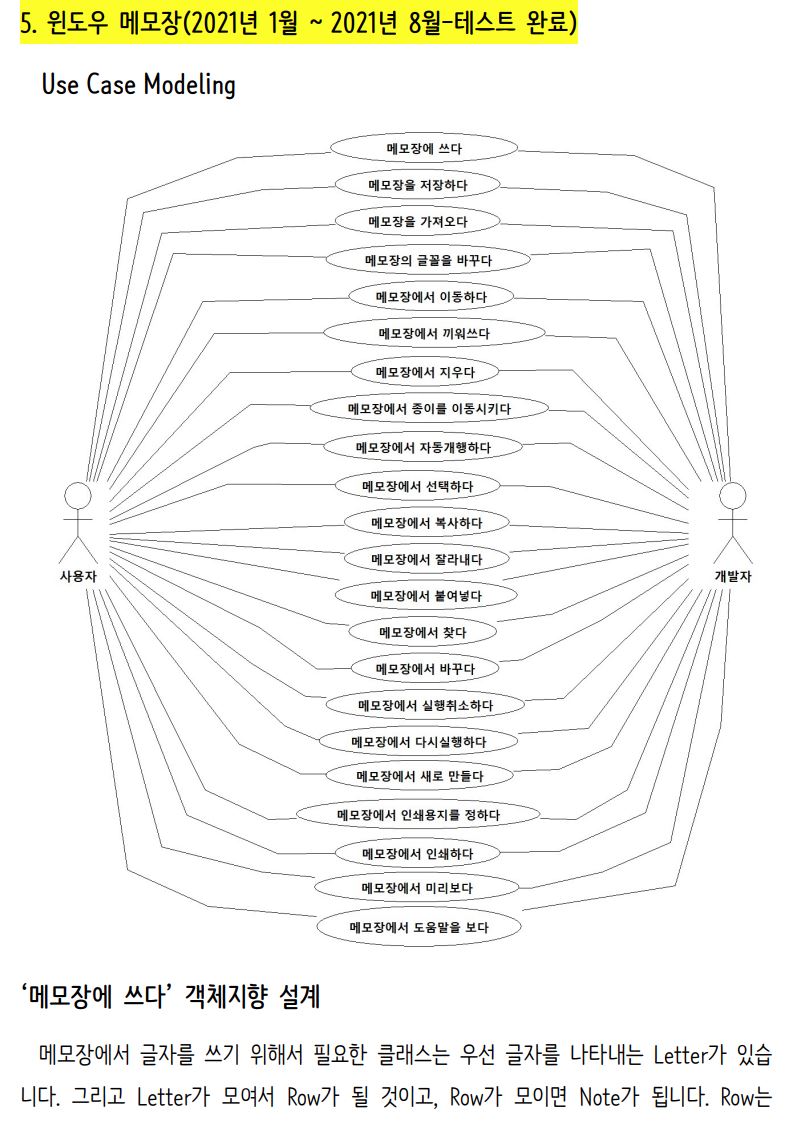 5. 윈도우 메모장(2021년 1월 ~ 2021년 8월-테스트 완료)
Use Case Modeling
메모장에 쓰다
메모장을 저장하다
메모장을 가져오다
메모장의 글꼴을 바꾸다
메모장에서 이동하다
메모장에서 끼워쓰다
메모장에서 지우다
메모장에서 종이를 이동시키다
메모장에서 자동개행하다
메모장에서 선택하다
메모장에서 복사하다
메모장에서 잘라내다
메모장에서 붙여넣다
메모장에서 찾다
메모장에서 바꾸다
메모장에서 실행취소하다
메모장에서 다시실행하다
메모장에서 새로 만들다
메모장에서 인쇄용지를 정하다
메모장에서 인쇄하다
메모장에서 미리보다
메모장에서 도움말을 보다
사용자
개발자
‘메모장에 쓰다’ 객체지향 설계
메모장에서 글자를 쓰기 위해서 필요한 클래스는 우선 글자를 나타내는 Letter가 있습
니다. 그리고 Letter가 모여서 Row가 될 것이고, Row가 모이면 Note가 됩니다. Row는